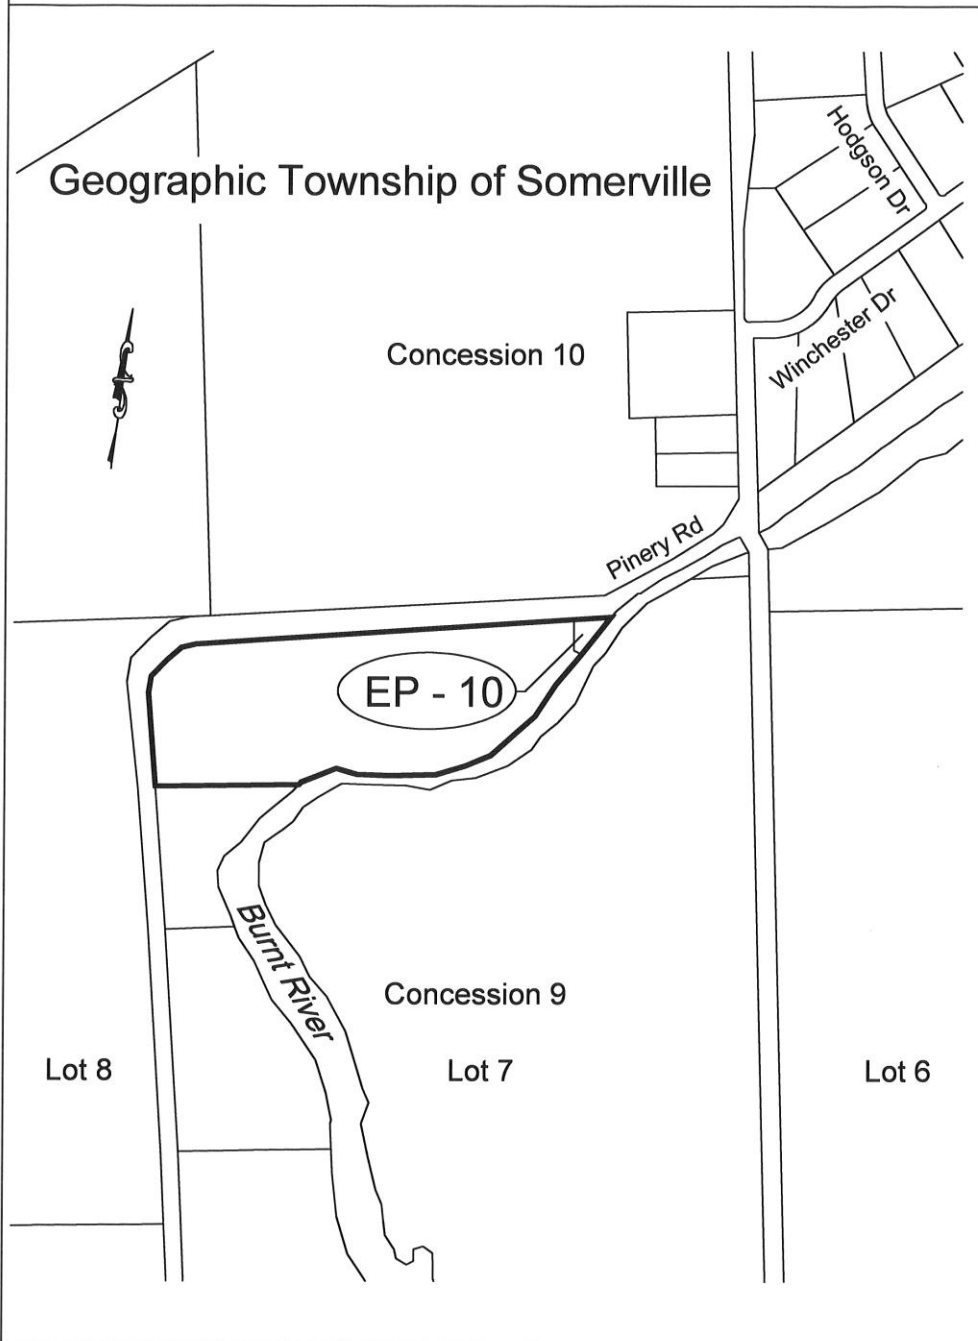 Hodgson Dr
Geographic Township of Somerville
Winchester Dr
Concession 10
Pinery Rd
EP - 10
Burnt River
Concession 9
Lot 8
Lot 7
Lot 6